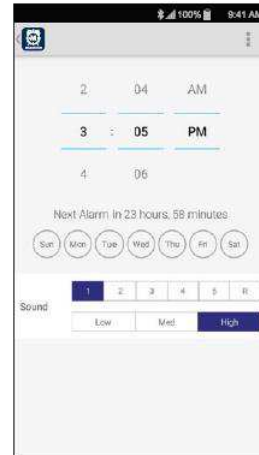 100% 9:41 AM
2 04 AM
3 : 05 PM
4 06
Next Alarm in 23 hours, 58 minutes
Sun Mon Tue Wed Thu Fri Sat
1 2 3 4 5 R
Sound
Low Med High